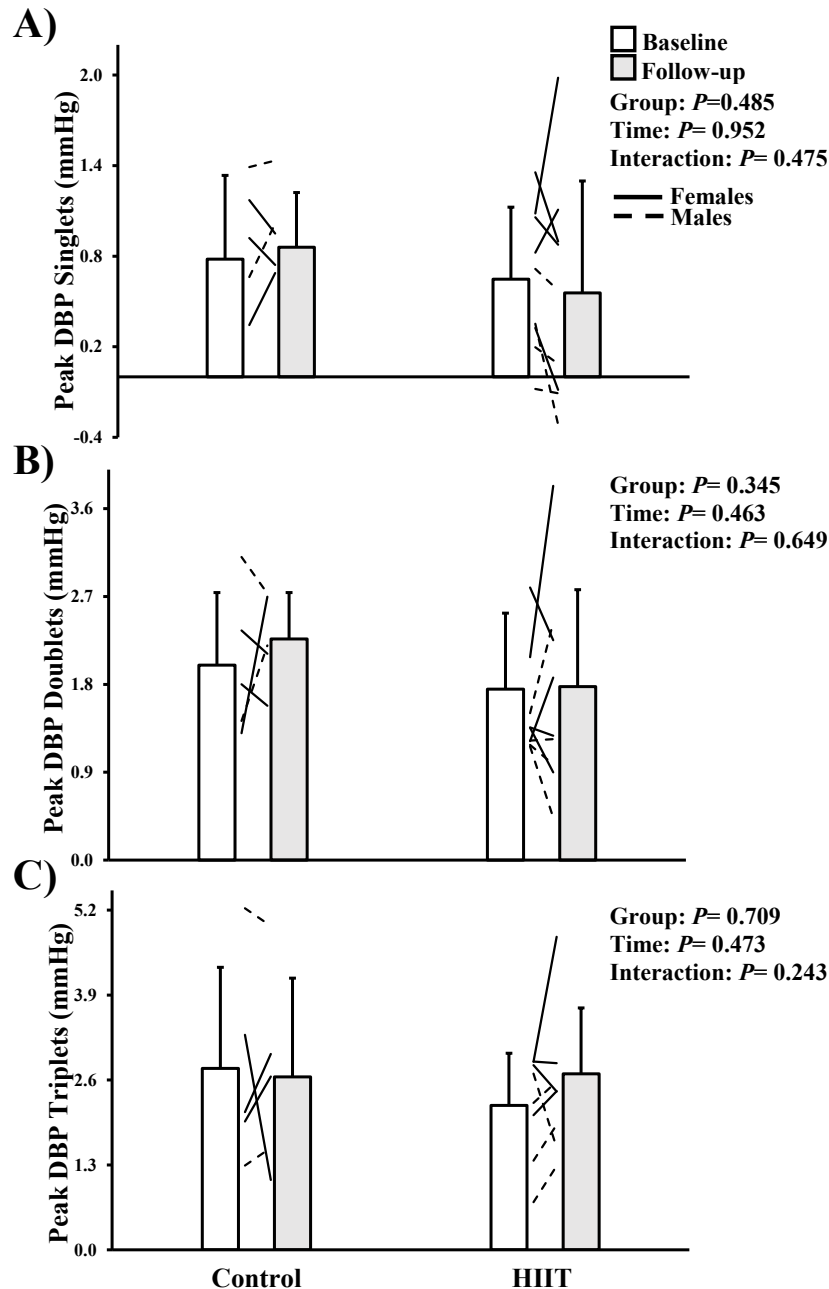 A)
Peak DBP Singlets (mmHg)
2.0
1.4
0.8
0.2
-0.4
Baseline
Follow-up
Group: P=0.485
Time: P= 0.952
Interaction: P= 0.475
Females
Males
B)
Peak DBP Doublets (mmHg)
3.6
2.7
1.8
0.9
0.0
Group: P= 0.345
Time: P= 0.463
Interaction: P= 0.649
C)
Peak DBP Triplets (mmHg)
5.2
3.9
2.6
1.3
0.0
Group: P= 0.709
Time: P= 0.473
Interaction: P= 0.243
Control
HIIT